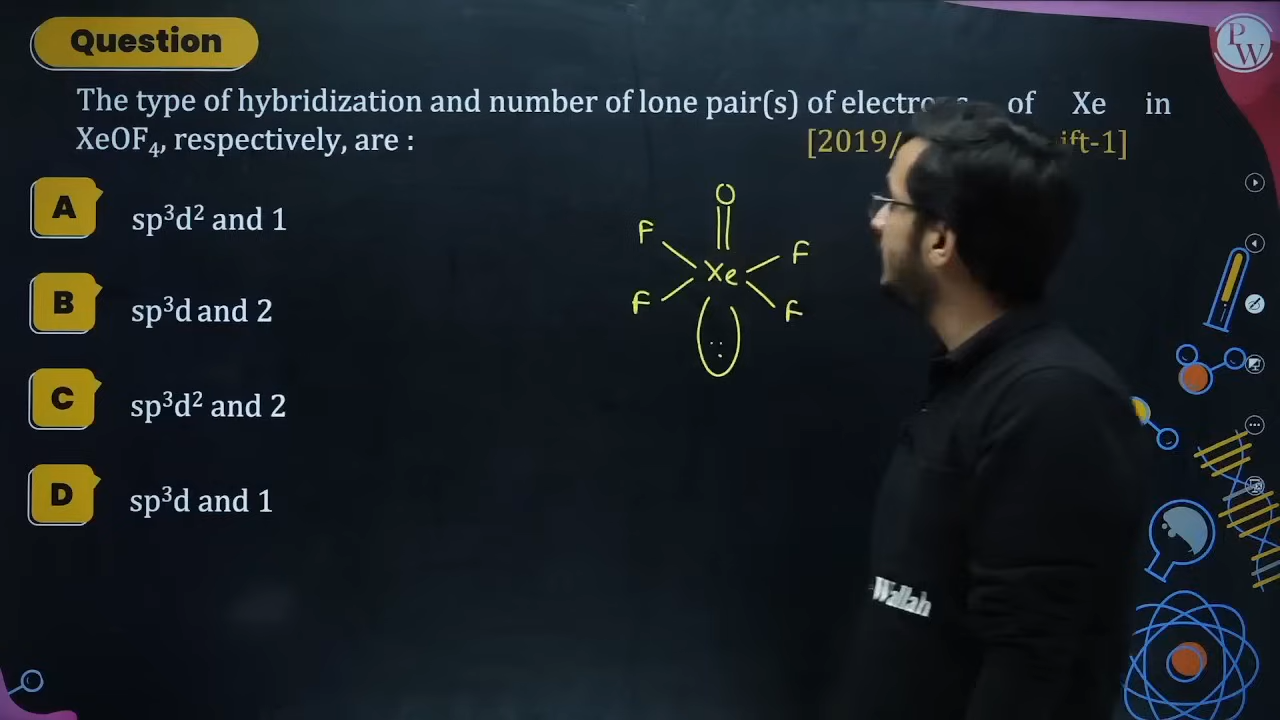 Question
PW
The type of hybridization and number of lone pair(s) of of Xe in
XeOF₄, respectively, are : [2019/ ift-1]
A sp³d² and 1
B sp³d and 2
C sp³d² and 2
D sp³d and 1
O
F F
Xe
F F
Wallah